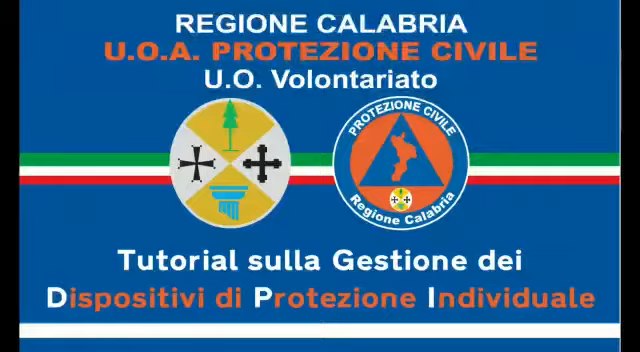 REGIONE CALABRIA
U.O.A. PROTEZIONE CIVILE
U.O. Volontariato
PROTEZIONE CIVILE
Regione Calabria
Tutorial sulla Gestione dei
Dispositivi di Protezione Individuale